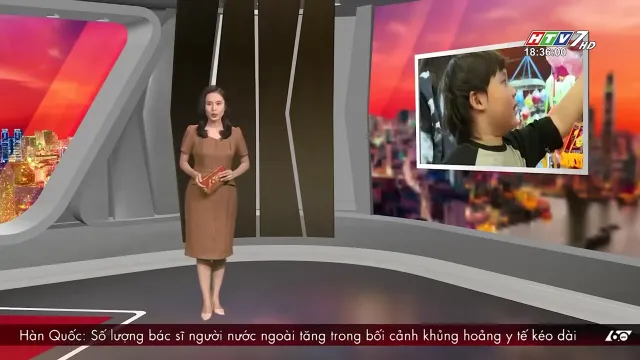 HTV7 HD
18:36:00
Hàn Quốc: Số lượng bác sĩ người nước ngoài tăng trong bối cảnh khủng hoảng y tế kéo dài